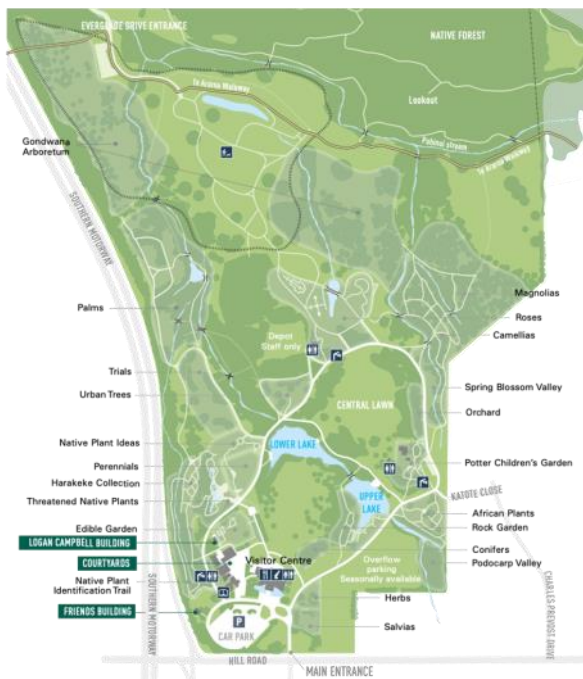 EVERGLADE DRIVE ENTRANCE
NATIVE FOREST
Lookout
Te Araroa Walkway
Puhinui stream
Te Araroa Walkway
Gondwana
Arboretum
SOUTHERN MOTORWAY
Magnolias
Palms
Roses
Camellias
Depot
Staff only
Trials
Urban Trees
CENTRAL LAWN
Spring Blossom Valley
Orchard
Native Plant Ideas
LOWER LAKE
Perennials
Potter Children's Garden
Harakeke Collection
Threatened Native Plants
UPPER
LAKE
KATOTE CLOSE
African Plants
Edible Garden
Rock Garden
LOGAN CAMPBELL BUILDING
COURTYARDS
Visitor Centre
Overflow
parking
Seasonally available
Conifers
Podocarp Valley
Native Plant
Identification Trail
CHARLES PREVOST DRIVE
SOUTHERN MOTORWAY
Herbs
FRIENDS BUILDING
P
CAR PARK
Salvias
HILL ROAD
MAIN ENTRANCE